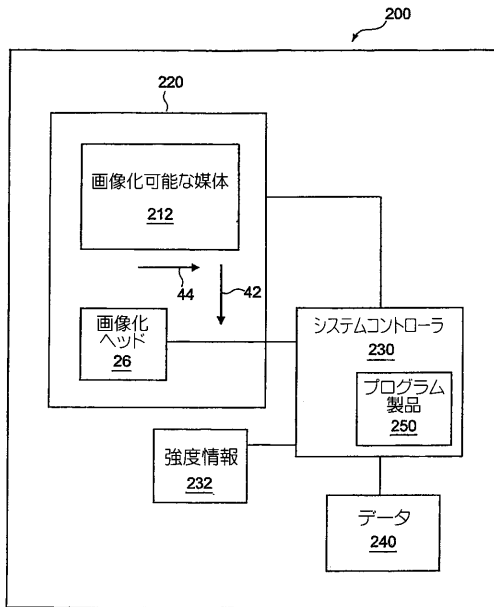 200
220
画像化可能な媒体
212
44
42
画像化
ヘッド
26
システムコントローラ
230
プログラム
製品
250
強度情報
232
データ
240